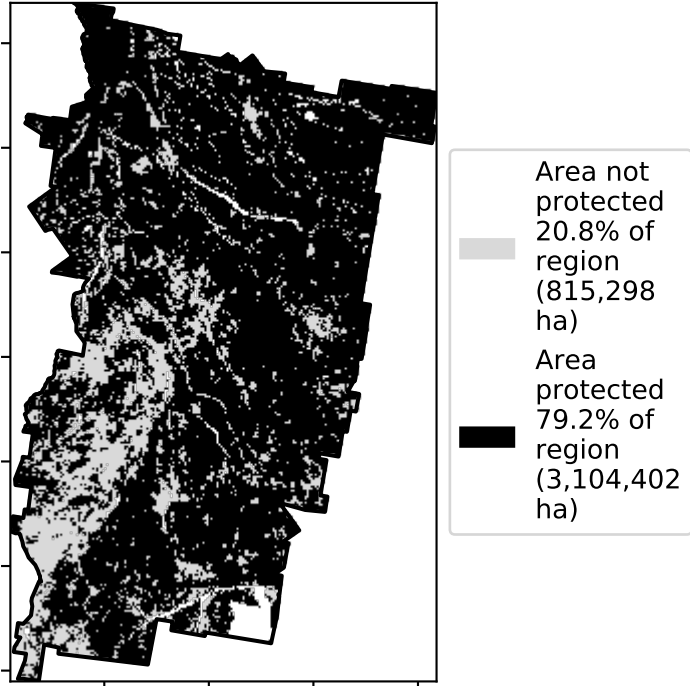 Area not
protected
20.8% of
region
(815,298
ha)
Area
protected
79.2% of
region
(3,104,402
ha)